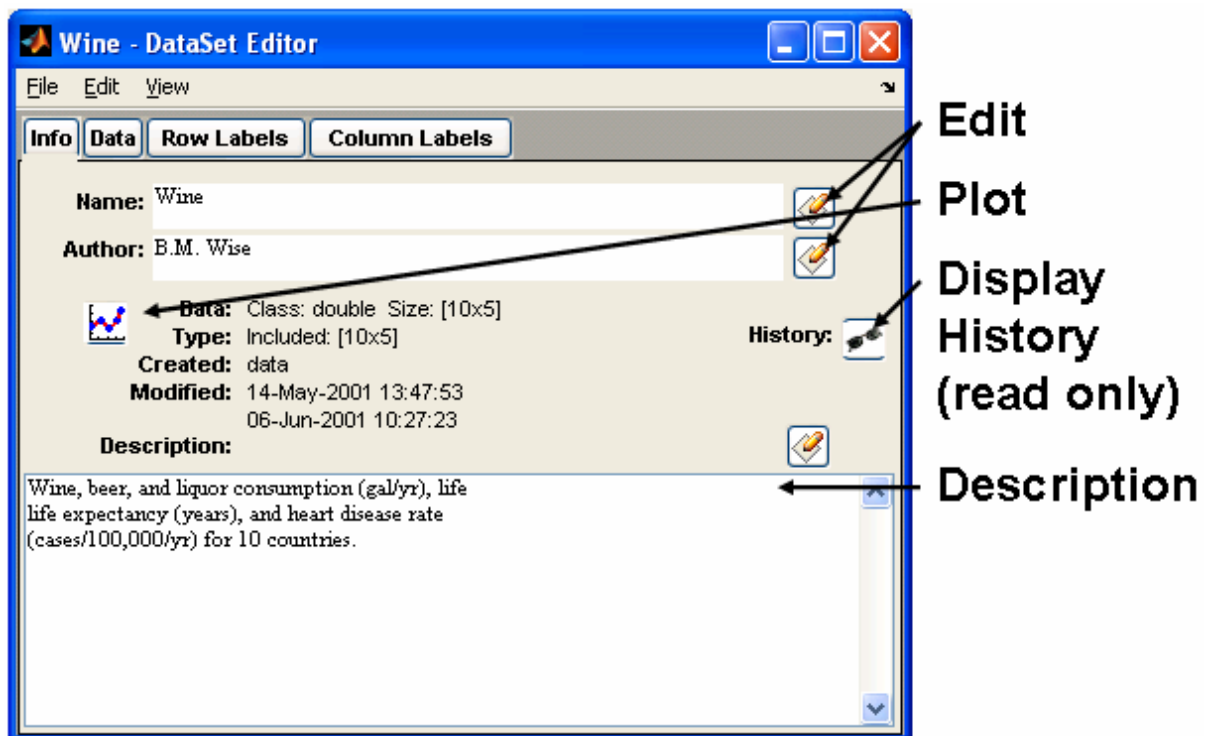 Wine - DataSet Editor
File Edit View
Info Data Row Labels Column Labels
Name: Wine
Author: B.M. Wise
Data: Class: double Size: [10x5]
Type: Included: [10x5]
Created: data
Modified: 14-May-2001 13:47:53
06-Jun-2001 10:27:23
History:
Description:
Wine, beer, and liquor consumption (gal/yr), life
life expectancy (years), and heart disease rate
(cases/100,000/yr) for 10 countries.
Edit
Plot
Display
History
(read only)
Description